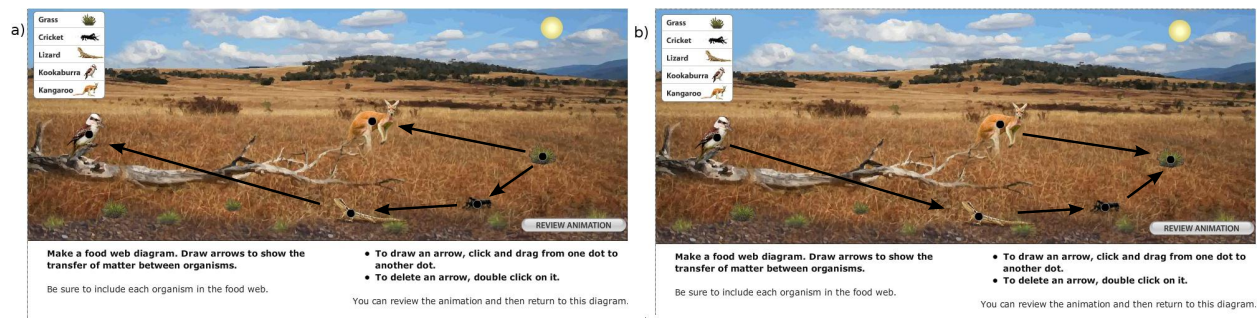 a)
Grass
Cricket
Lizard
Kookaburra
Kangaroo
REVIEW ANIMATION
Make a food web diagram. Draw arrows to show the
transfer of matter between organisms.
Be sure to include each organism in the food web.
• To draw an arrow, click and drag from one dot to
another dot.
• To delete an arrow, double click on it.
You can review the animation and then return to this diagram.
b)
Grass
Cricket
Lizard
Kookaburra
Kangaroo
REVIEW ANIMATION
Make a food web diagram. Draw arrows to show the
transfer of matter between organisms.
Be sure to include each organism in the food web.
• To draw an arrow, click and drag from one dot to
another dot.
• To delete an arrow, double click on it.
You can review the animation and then return to this diagram.